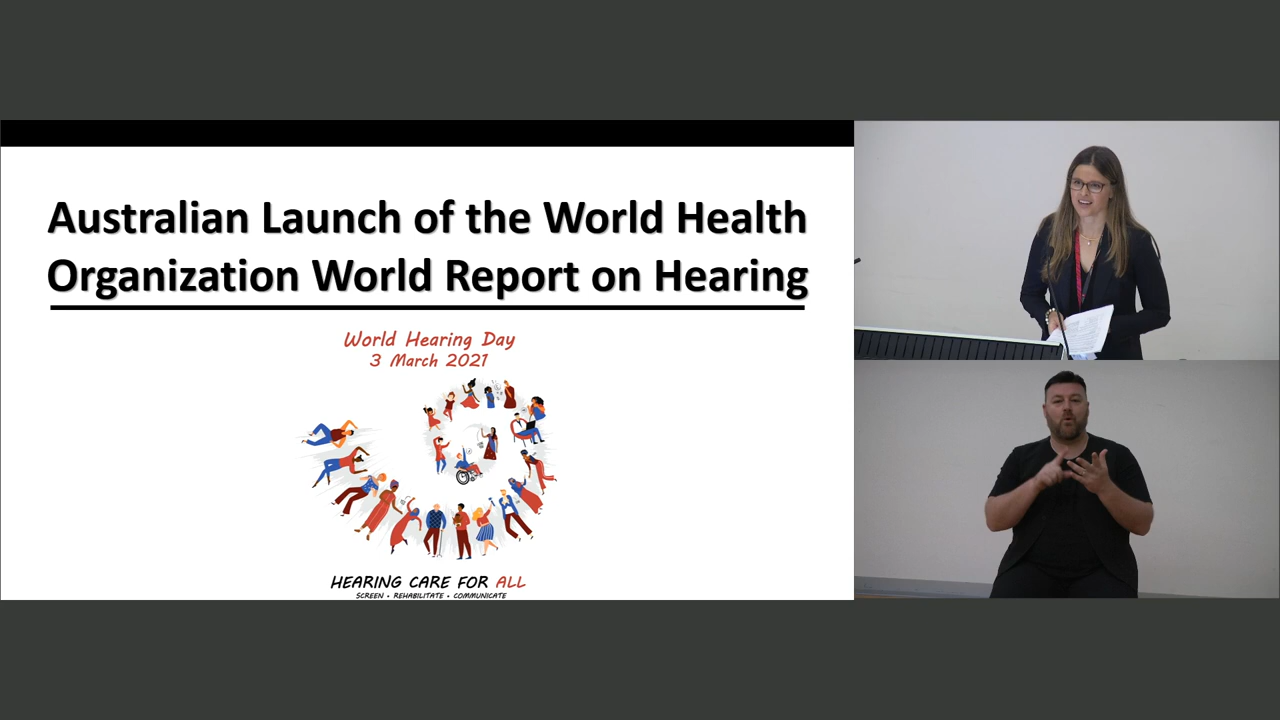 Australian Launch of the World Health
Organization World Report on Hearing
World Hearing Day
3 March 2021
HEARING CARE FOR ALL
SCREEN • REHABILITATE • COMMUNICATE